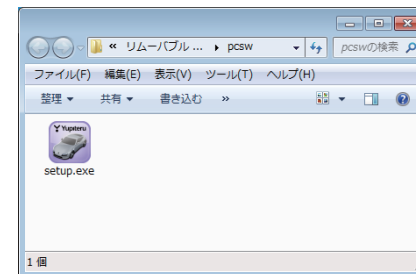 « リムーバブル ... ▸ pcsw
pcswの検索
ファイル(F) 編集(E) 表示(V) ツール(T) ヘルプ(H)
整理 共有 書き込む »
Yupiteru
setup.exe
1 個